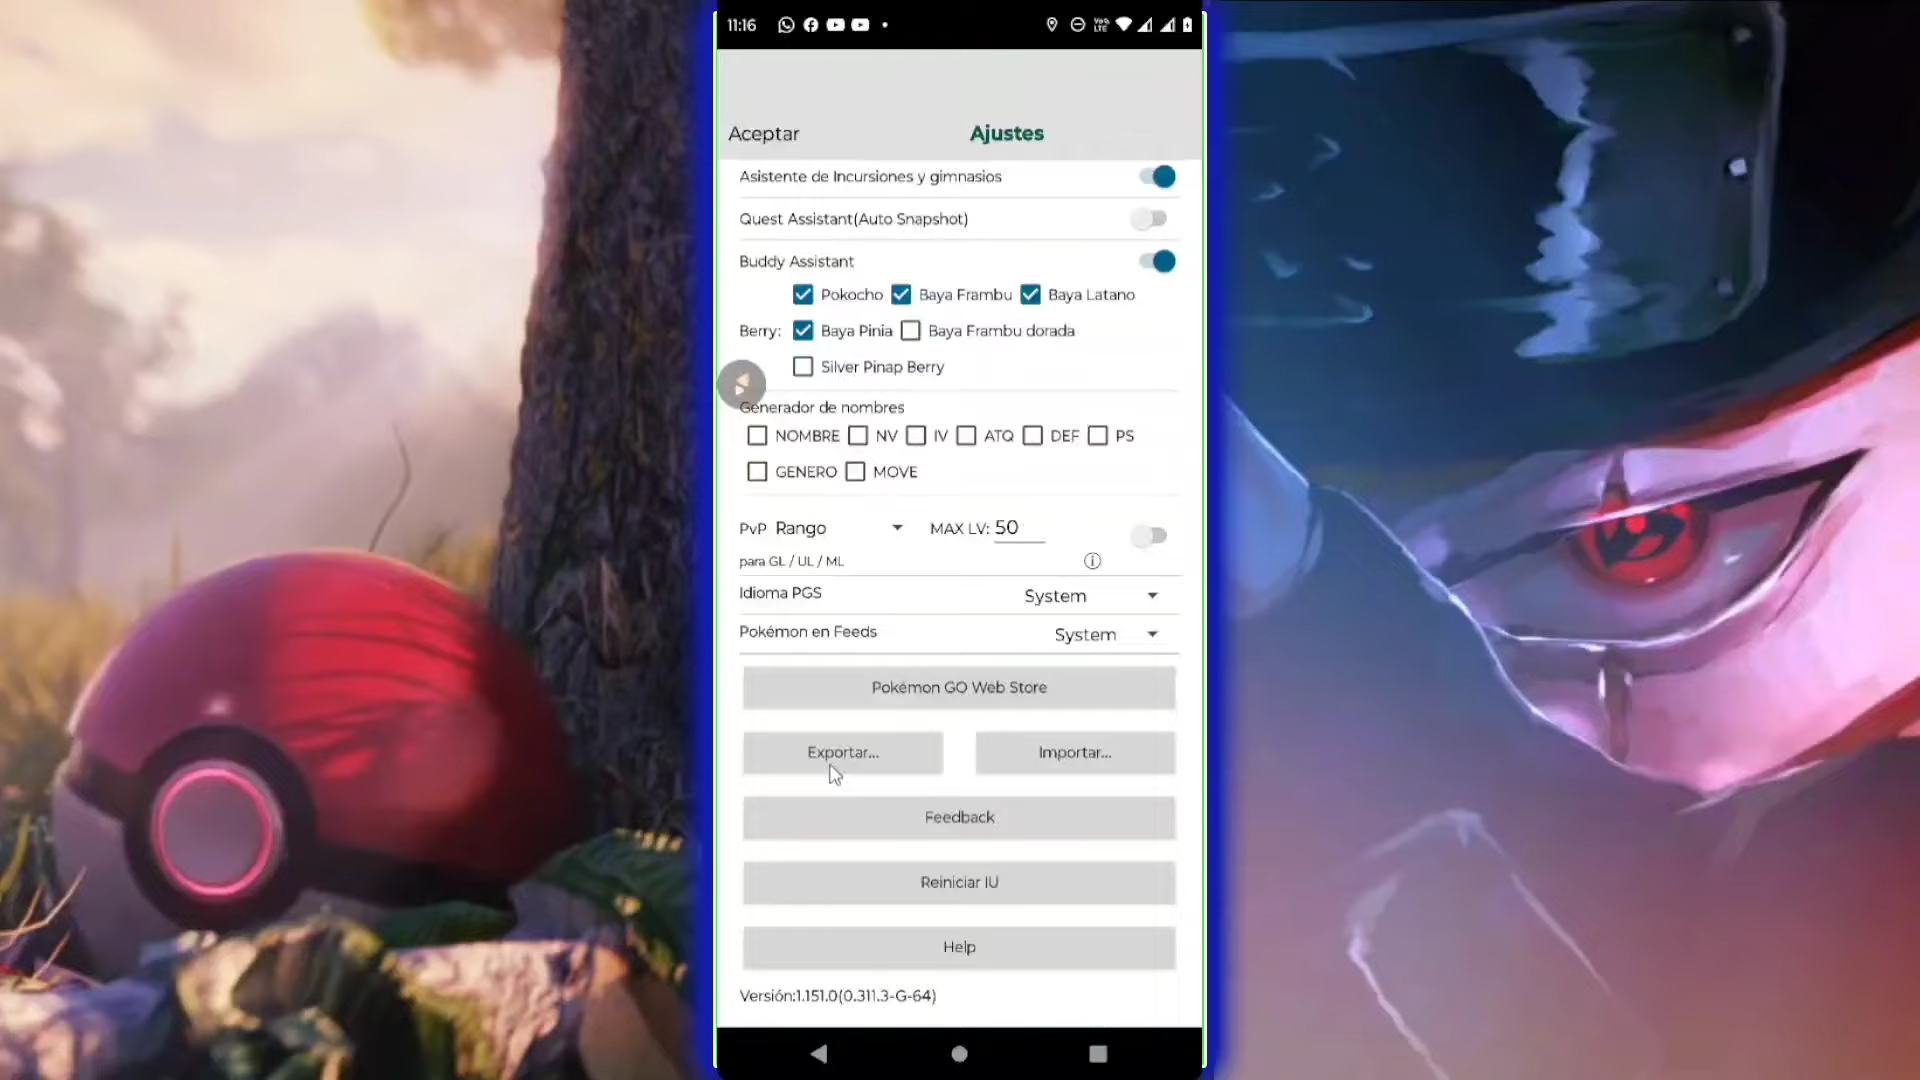 11:16
Vo LTE
Aceptar
Ajustes
Asistente de Incursiones y gimnasios
Quest Assistant(Auto Snapshot)
Buddy Assistant
Pokocho Baya Frambu Baya Latano
Berry: Baya Pinia Baya Frambu dorada
Silver Pinap Berry
Generador de nombres
NOMBRE NV IV ATQ DEF PS
GENERO MOVE
PvP Rango MAX LV: 50
para GL / UL / ML
Idioma PGS System
Pokémon en Feeds System
Pokémon GO Web Store
Exportar... Importar...
Feedback
Reiniciar IU
Help
Versión:1.151.0(0.311.3-G-64)